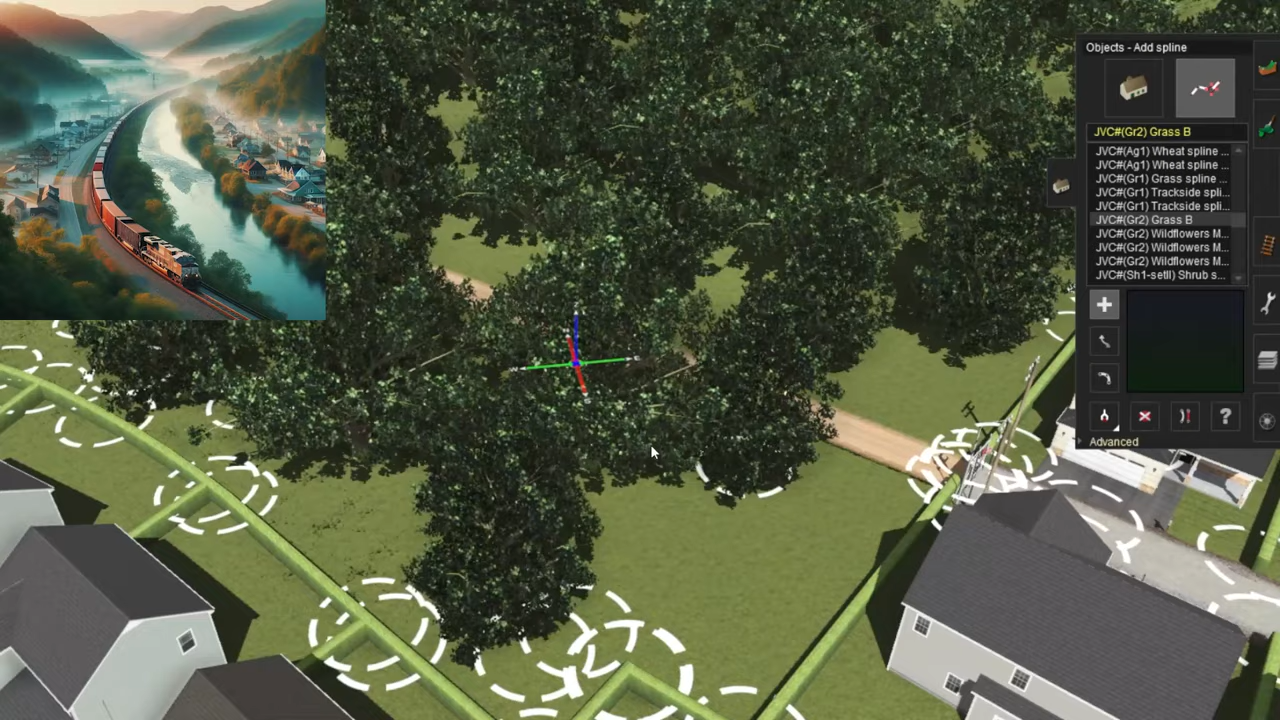 Objects - Add spline
JVC#(Gr2) Grass B
JVC#(Ag1) Wheat spline ...
JVC#(Ag1) Wheat spline ...
JVC#(Gr1) Grass spline ...
JVC#(Gr1) Trackside spli...
JVC#(Gr1) Trackside spli...
JVC#(Gr2) Grass B
JVC#(Gr2) Wildflowers M...
JVC#(Gr2) Wildflowers M...
JVC#(Gr2) Wildflowers M...
JVC#(Sh1-setII) Shrub s...
Advanced